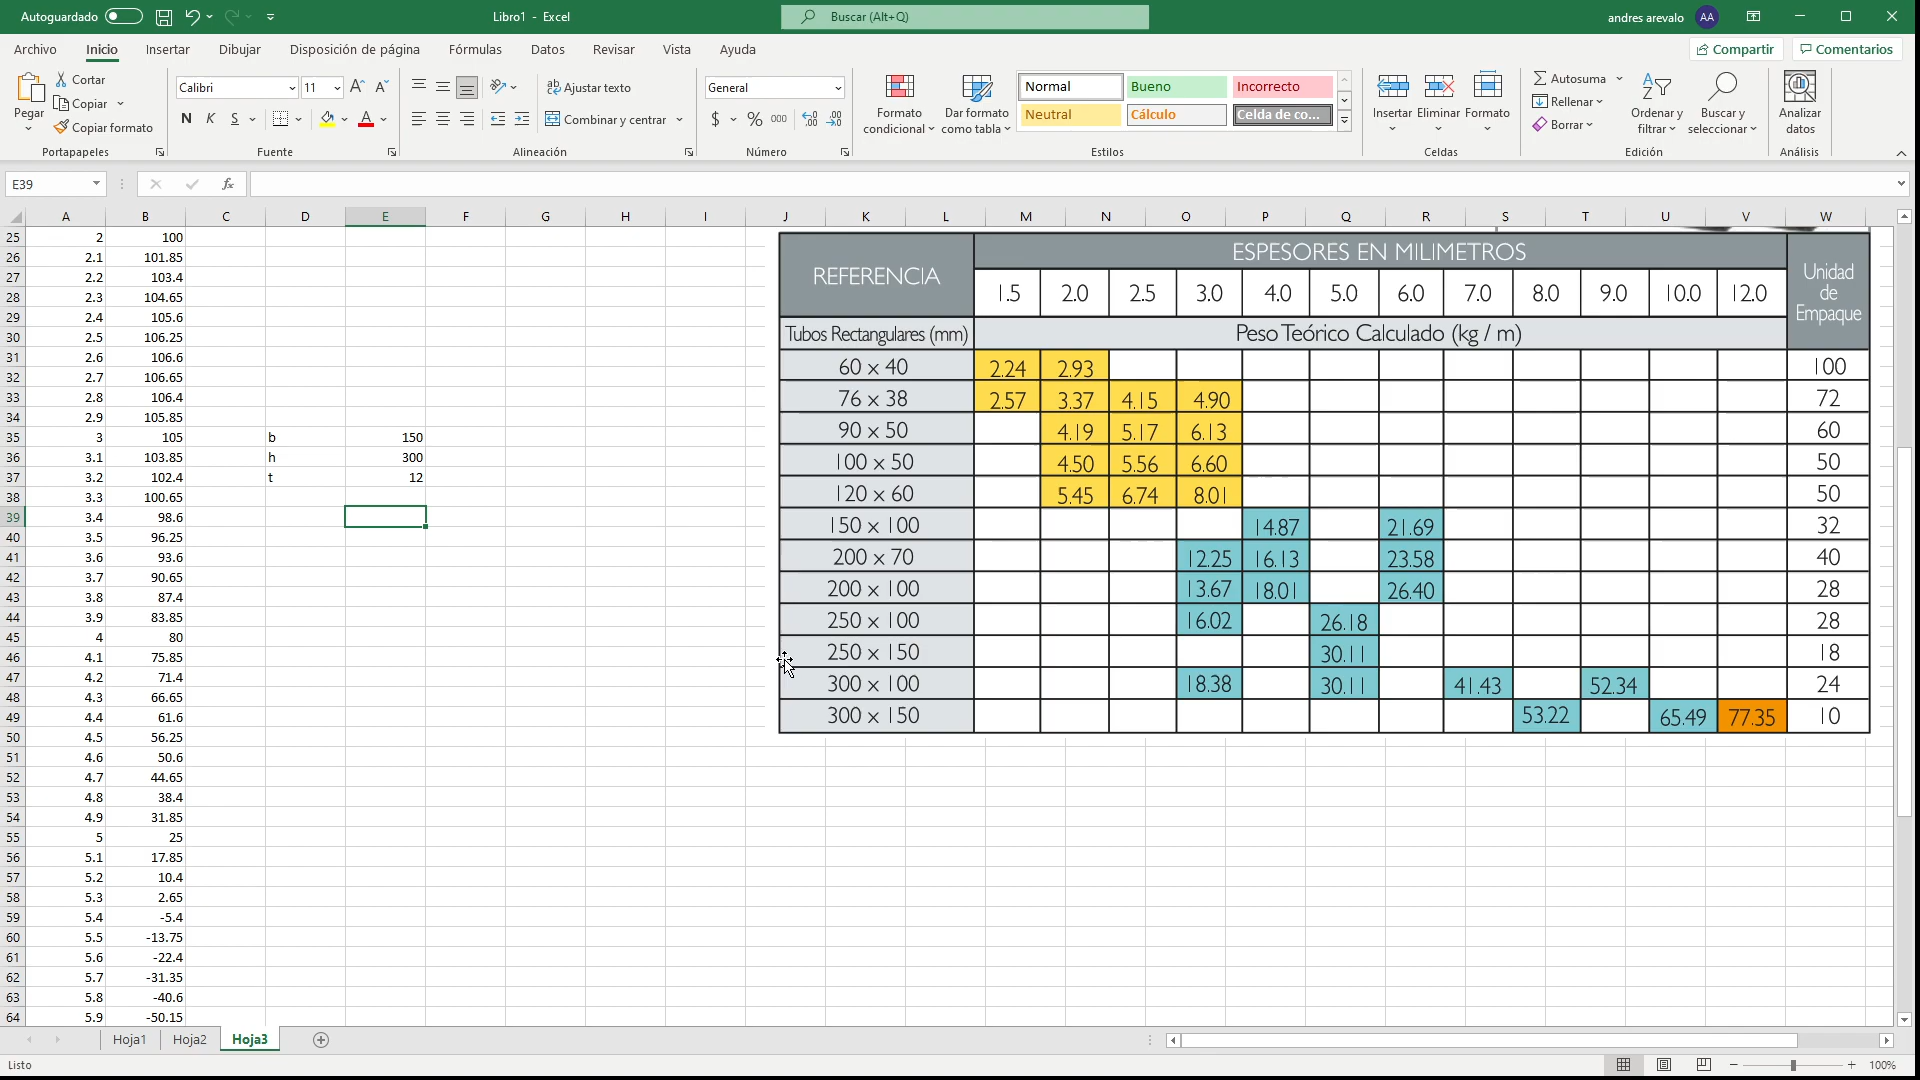 Autoguardado
Libro1 - Excel
Buscar (Alt+Q)
andres arevalo
AA
Archivo Inicio Insertar Dibujar Disposición de página Fórmulas Datos Revisar Vista Ayuda
Compartir
Comentarios
Pegar
Cortar
Copiar
Copiar formato
Portapapeles
Calibri 11
N K S
Fuente
Ajustar texto
Combinar y centrar
Alineación
General
$ % 000
Número
Formato condicional
Dar formato como tabla
Normal Bueno Incorrecto
Neutral Cálculo Celda de co...
Estilos
Insertar Eliminar Formato
Celdas
Autosuma
Rellenar
Borrar
Ordenar y filtrar
Buscar y seleccionar
Edición
Analizar datos
Análisis
E39
fx
A B C D E F G H I J K L M N O P Q R S T U V W
25 2 100
26 2.1 101.85
27 2.2 103.4
28 2.3 104.65
29 2.4 105.6
30 2.5 106.25
31 2.6 106.6
32 2.7 106.65
33 2.8 106.4
34 2.9 105.85
35 3 105 b 150
36 3.1 103.85 h 300
37 3.2 102.4 t 12
38 3.3 100.65
39 3.4 98.6
40 3.5 96.25
41 3.6 93.6
42 3.7 90.65
43 3.8 87.4
44 3.9 83.85
45 4 80
46 4.1 75.85
47 4.2 71.4
48 4.3 66.65
49 4.4 61.6
50 4.5 56.25
51 4.6 50.6
52 4.7 44.65
53 4.8 38.4
54 4.9 31.85
55 5 25
56 5.1 17.85
57 5.2 10.4
58 5.3 2.65
59 5.4 -5.4
60 5.5 -13.75
61 5.6 -22.4
62 5.7 -31.35
63 5.8 -40.6
64 5.9 -50.15
REFERENCIA
ESPESORES EN MILIMETROS
Unidad
de
Empaque
1.5 2.0 2.5 3.0 4.0 5.0 6.0 7.0 8.0 9.0 10.0 12.0
Tubos Rectangulares (mm) Peso Teórico Calculado (kg / m)
60 x 40 2.24 2.93 100
76 x 38 2.57 3.37 4.15 4.90 72
90 x 50 4.19 5.17 6.13 60
100 x 50 4.50 5.56 6.60 50
120 x 60 5.45 6.74 8.01 50
150 x 100 14.87 21.69 32
200 x 70 12.25 16.13 23.58 40
200 x 100 13.67 18.01 26.40 28
250 x 100 16.02 26.18 28
250 x 150 30.11 18
300 x 100 18.38 30.11 41.43 52.34 24
300 x 150 53.22 65.49 77.35 10
Hoja1 Hoja2 Hoja3
Listo
100%